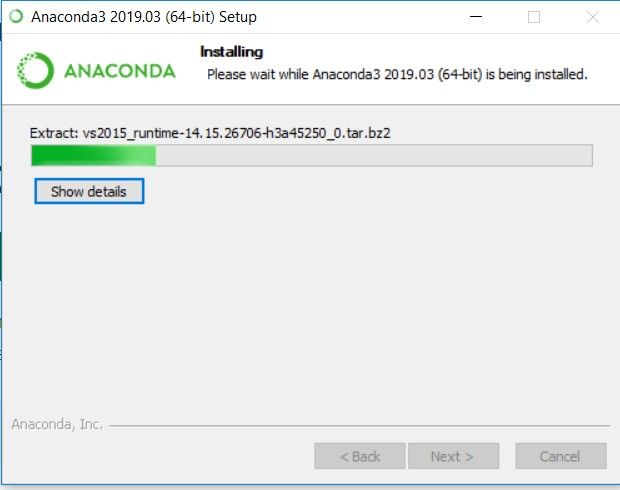 Anaconda3 2019.03 (64-bit) Setup
Installing
ANACONDA
Please wait while Anaconda3 2019.03 (64-bit) is being installed.
Extract: vs2015_runtime-14.15.26706-h3a45250_0.tar.bz2
Show details
Anaconda, Inc.
< Back
Next >
Cancel